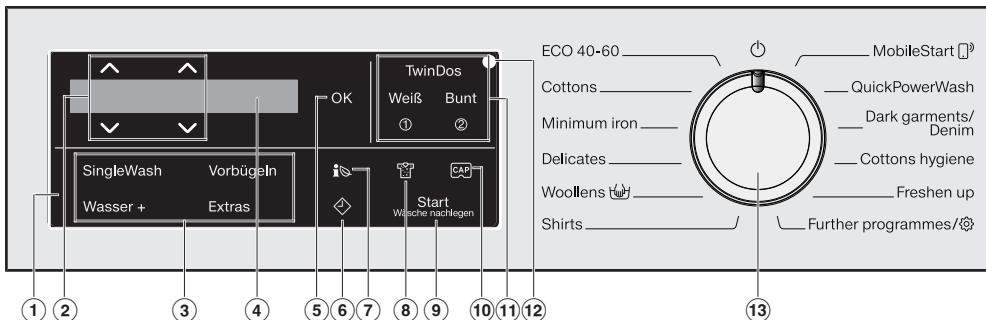 TwinDos
OK Weiß Bunt
① ②
SingleWash Vorbügeln
CAP
Wasser + Extras
Start
Wäsche nachlegen
ECO 40-60
Cottons
Minimum iron
Delicates
Woollens
Shirts
MobileStart
QuickPowerWash
Dark garments/
Denim
Cottons hygiene
Freshen up
Further programmes/
① ② ③ ④ ⑤ ⑥ ⑦ ⑧ ⑨ ⑩ ⑪ ⑫ ⑬